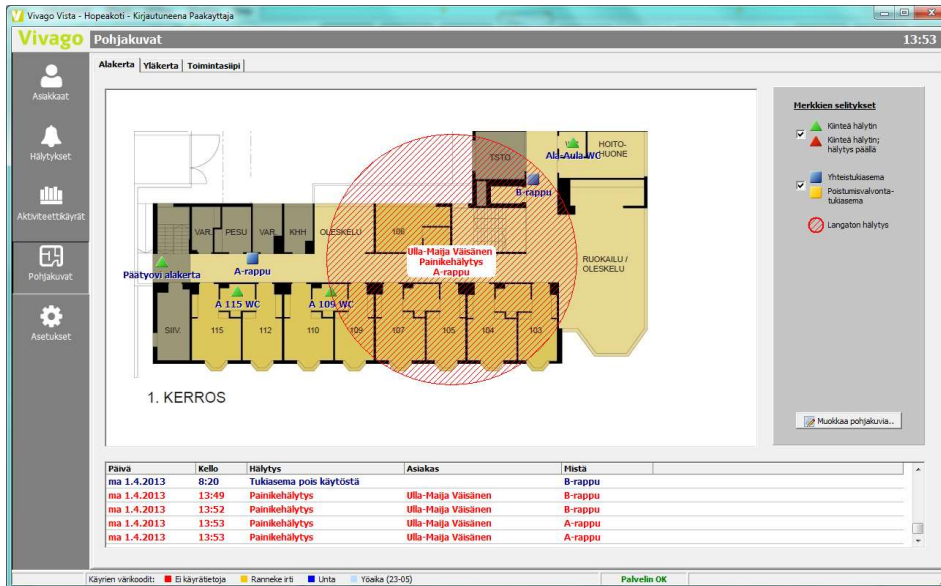 Vivago Vista - Hopeakoti - Kirjautuneena Paakayttaja
Vivago
Pohjakuvat
13:53
Asiakkaat
Hälytykset
Aktiviteettikäyrät
Pohjakuvat
Asetukset
Alakerta Yläkerta Toimintasiipi
TSTO
Ala-Aula WC
HOITO-
HUONE
B-rappu
VAR. PESU VAR. KHH OLESKELU 106
Ulla-Maija Väisänen
Painikehälytys
A-rappu
RUOKAILU /
OLESKELU
Päätyovi alakerta
A-rappu
A 115 WC
A 109 WC
SIIV. 115 112 110 109 107 105 104 103
1. KERROS
Merkkien selitykset
Kiinteä hälytin
Kiinteä hälytin;
hälytys päällä
Yhteistukiasema
Poistumisvalvonta-
tukiasema
Langaton hälytys
Muokkaa pohjakuvia..
Päivä Kello Hälytys Asiakas Mistä
ma 1.4.2013 8:20 Tukiasema pois käytöstä B-rappu
ma 1.4.2013 13:49 Painikehälytys Ulla-Maija Väisänen B-rappu
ma 1.4.2013 13:52 Painikehälytys Ulla-Maija Väisänen B-rappu
ma 1.4.2013 13:53 Painikehälytys Ulla-Maija Väisänen A-rappu
ma 1.4.2013 13:53 Painikehälytys Ulla-Maija Väisänen A-rappu
Käyrien värikoodit: Ei käyrätietoja Ranneke irti Unta Yöaika (23-05) Palvelin OK